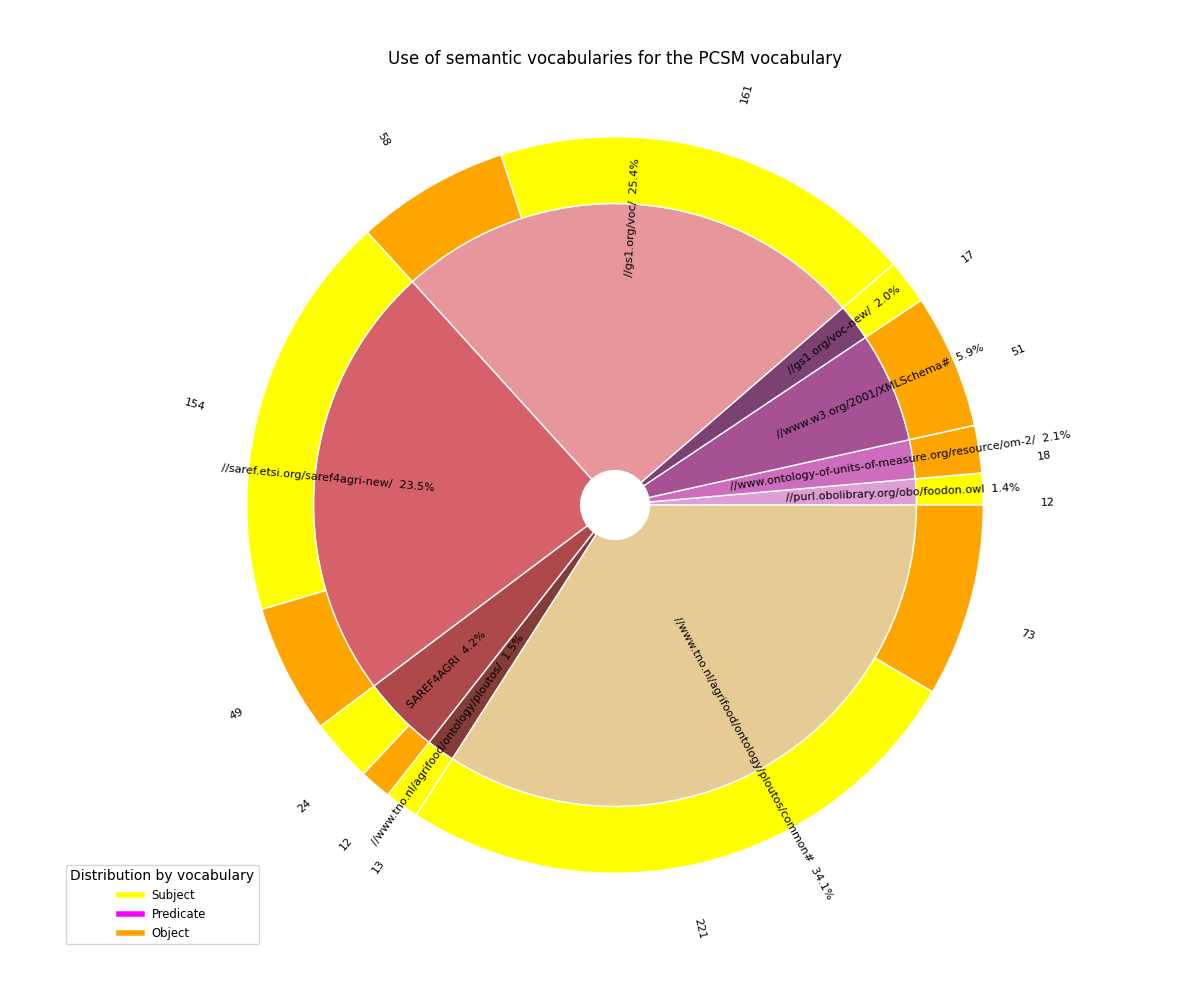 Use of semantic vocabularies for the PCSM vocabulary
161
58
//gs1.org/voc/ 25.4%
17
//gs1.org/voc-new/ 2.0%
51
//www.w3.org/2001/XMLSchema# 5.9%
154
//www.ontology-of-units-of-measure.org/resource/om-2/ 2.1%
18
//saref.etsi.org/saref4agri-new/ 23.5%
//purl.obolibrary.org/obo/foodon.owl 1.4%
12
73
SAREF4AGRI 4.2%
//www.tno.nl/agrifood/ontology/ploutos/ 1.5%
//www.tno.nl/agrifood/ontology/ploutos/common# 34.1%
49
24
12
13
221
Distribution by vocabulary
Subject
Predicate
Object